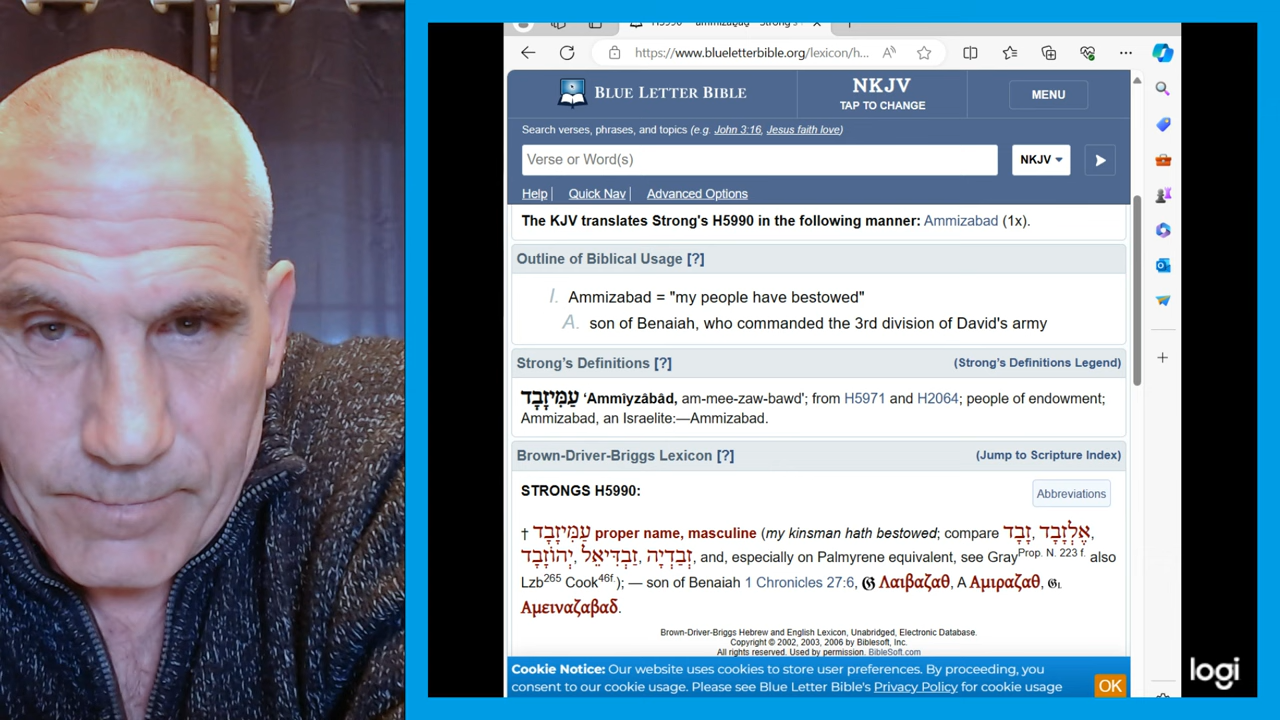 https://www.blueletterbible.org/lexicon/h...
BLUE LETTER BIBLE
NKJV
TAP TO CHANGE
MENU
Search verses, phrases, and topics (e.g. John 3:16, Jesus faith love)
Verse or Word(s)
NKJV
Help| Quick Nav| Advanced Options
The KJV translates Strong's H5990 in the following manner: Ammizabad (1x).
Outline of Biblical Usage [?]
I. Ammizabad = "my people have bestowed"
A. son of Benaiah, who commanded the 3rd division of David's army
Strong's Definitions [?] (Strong's Definitions Legend)
עַמִּיזָבָד ʻAmmîyzâbâd, am-mee-zaw-bawd'; from H5971 and H2064; people of endowment;
Ammizabad, an Israelite:—Ammizabad.
Brown-Driver-Briggs Lexicon [?] (Jump to Scripture Index)
STRONGS H5990:
Abbreviations
† עַמִּיזָבָד proper name, masculine (my kinsman hath bestowed; compare זָבָד, אֶלְזָבָד,
זְבַדְיָה, זַבְדִּיאֵל, יְהוֹזָבָד, and, especially on Palmyrene equivalent, see Gray Prop. N. 223 f. also
Lzb 265 Cook 46f.); — son of Benaiah 1 Chronicles 27:6, 𝔊 Λαιβαζαθ, A Αμιραζαθ, 𝔊L
Αμειναζαβαδ.
Brown-Driver-Briggs Hebrew and English Lexicon, Unabridged, Electronic Database.
Copyright © 2002, 2003, 2006 by Biblesoft, Inc.
All rights reserved. Used by permission. BibleSoft.com
Cookie Notice: Our website uses cookies to store user preferences. By proceeding, you
consent to our cookie usage. Please see Blue Letter Bible's Privacy Policy for cookie usage
OK
logi